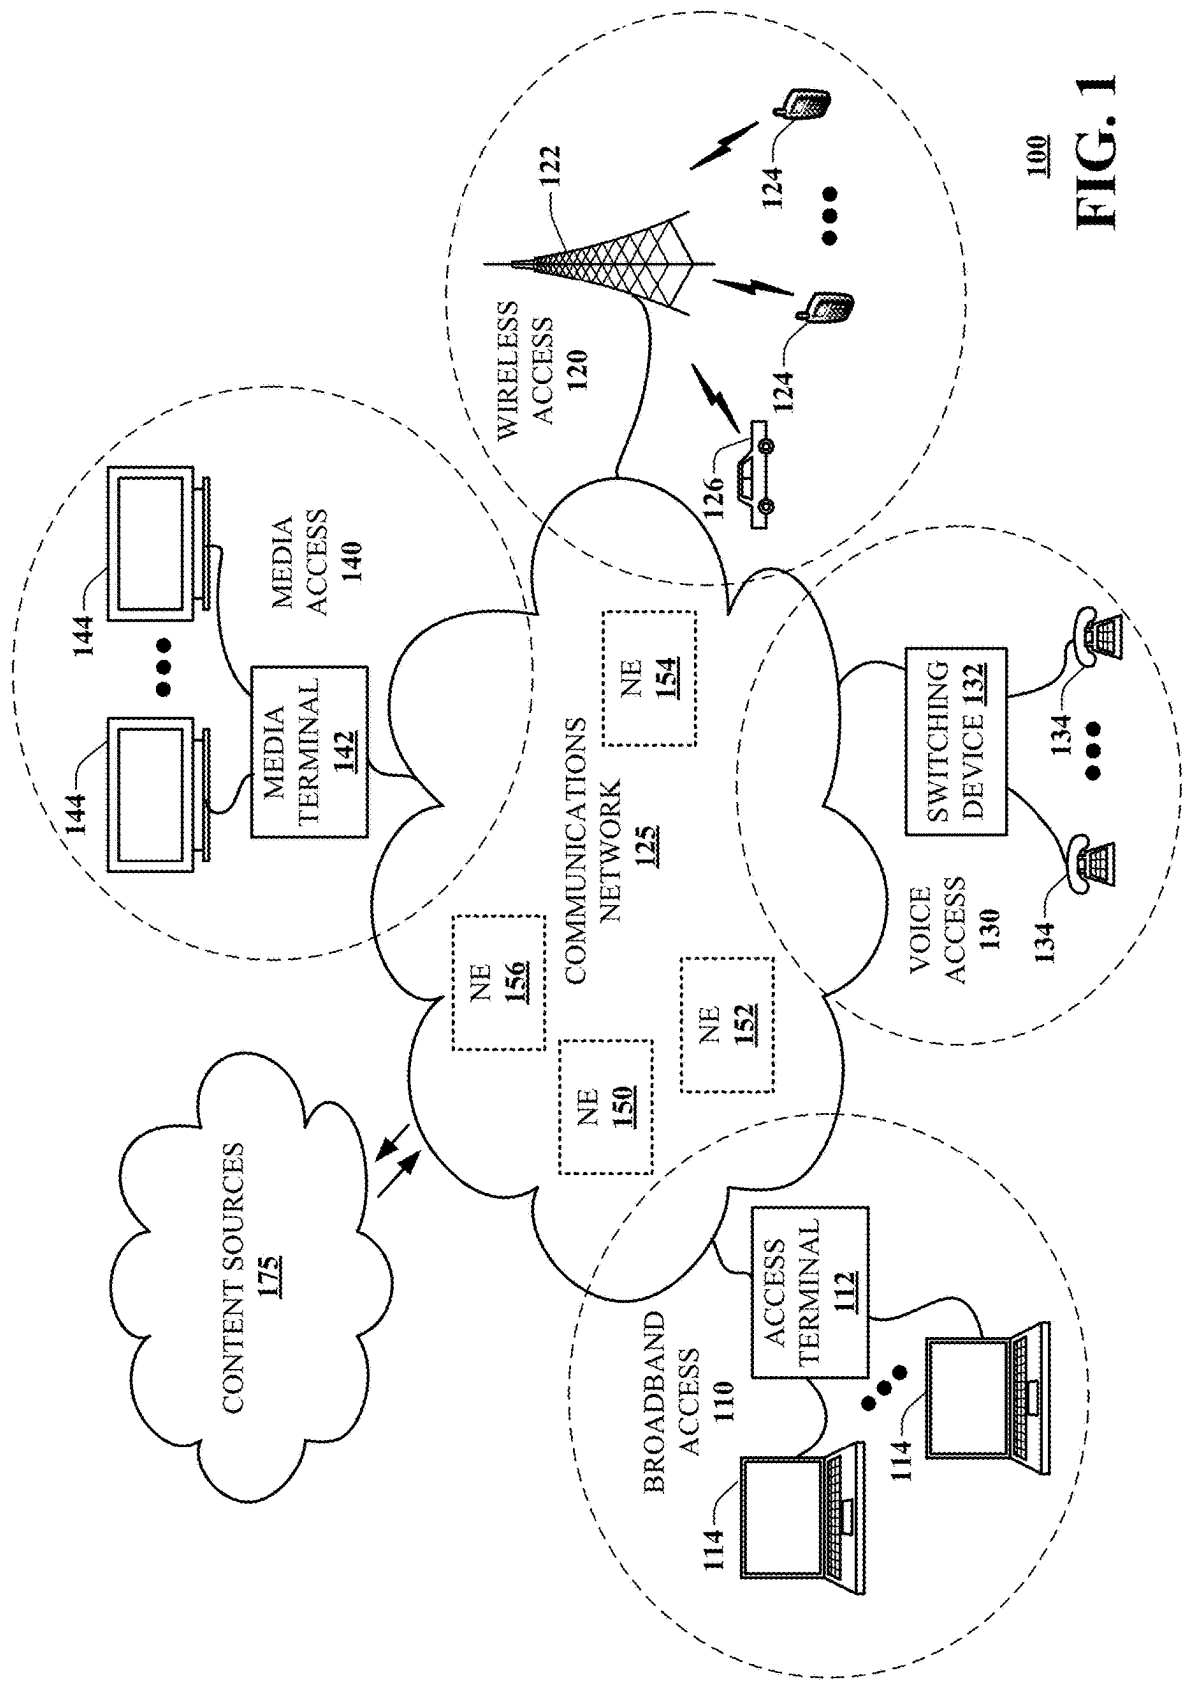 CONTENT SOURCES
175
144
144
MEDIA
TERMINAL
142
MEDIA
ACCESS
140
NE
156
NE
150
NE
152
NE
154
COMMUNICATIONS
NETWORK
125
WIRELESS
ACCESS
120
122
124
124
126
BROADBAND
ACCESS
110
ACCESS
TERMINAL
112
114
114
VOICE
ACCESS
130
SWITCHING
DEVICE 132
134
134
100
FIG. 1